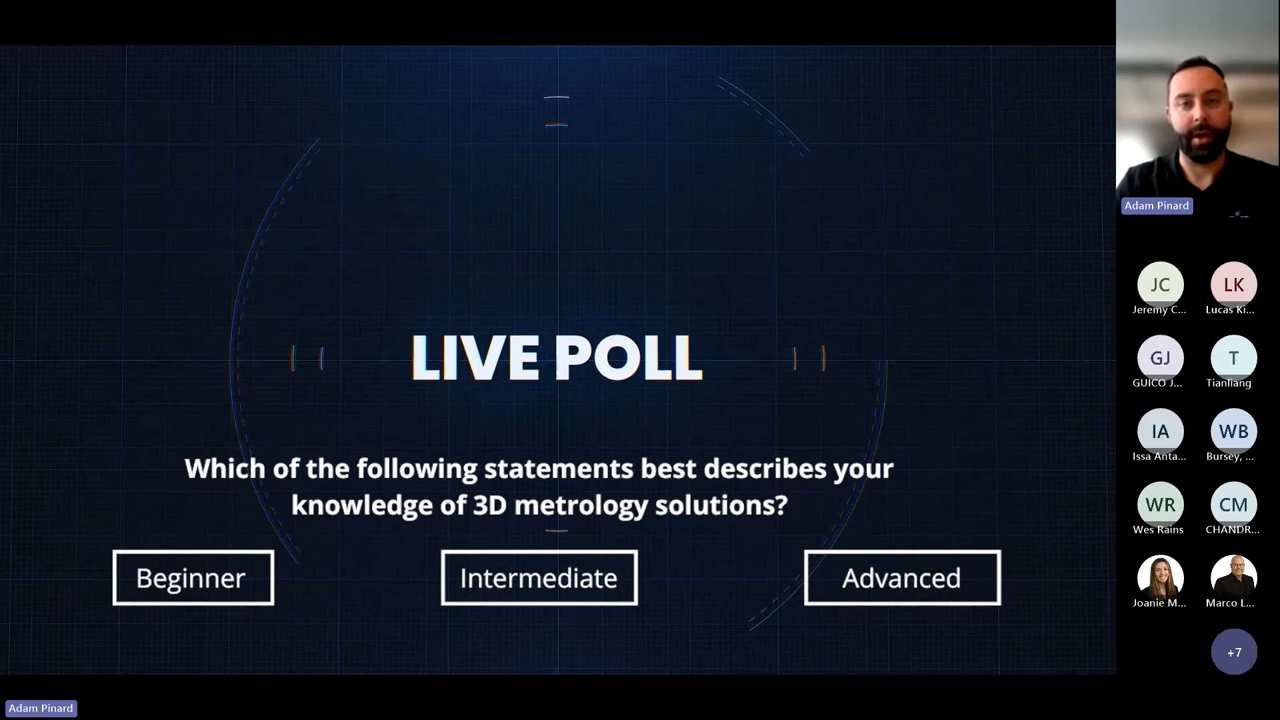 LIVE POLL
Which of the following statements best describes your
knowledge of 3D metrology solutions?
Beginner
Intermediate
Advanced
Adam Pinard
Adam Pinard
JC
LK
Jeremy C...
Lucas Ki...
GJ
T
GUICO J...
Tianliang
IA
WB
Issa Anta...
Bursey, ...
WR
CM
Wes Rains
CHANDR...
Joanie M...
Marco L...
+7